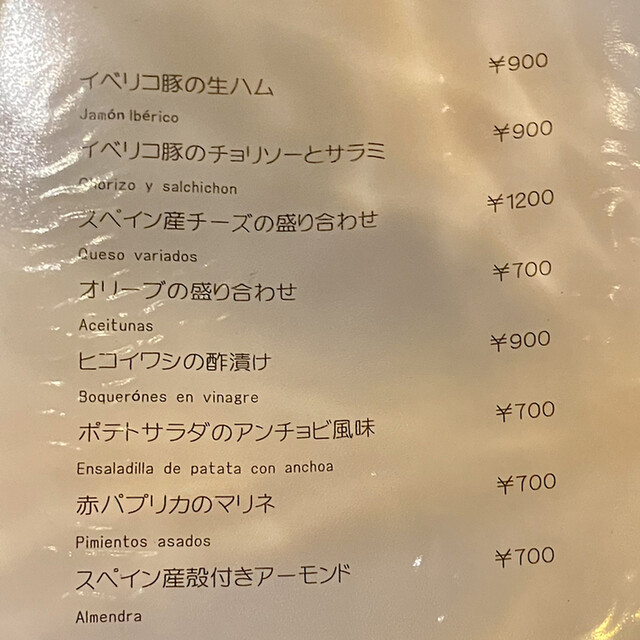 イベリコ豚の生ハム ¥900
Jamón Ibérico
イベリコ豚のチョリソーとサラミ ¥900
Chorizo y salchichon
スペイン産チーズの盛り合わせ ¥1200
Queso variados
オリーブの盛り合わせ ¥700
Aceitunas
ヒコイワシの酢漬け ¥900
Boquerónes en vinagre
ポテトサラダのアンチョビ風味 ¥700
Ensaladilla de patata con anchoa
赤パプリカのマリネ ¥700
Pimientos asados
スペイン産殻付きアーモンド ¥700
Almendra